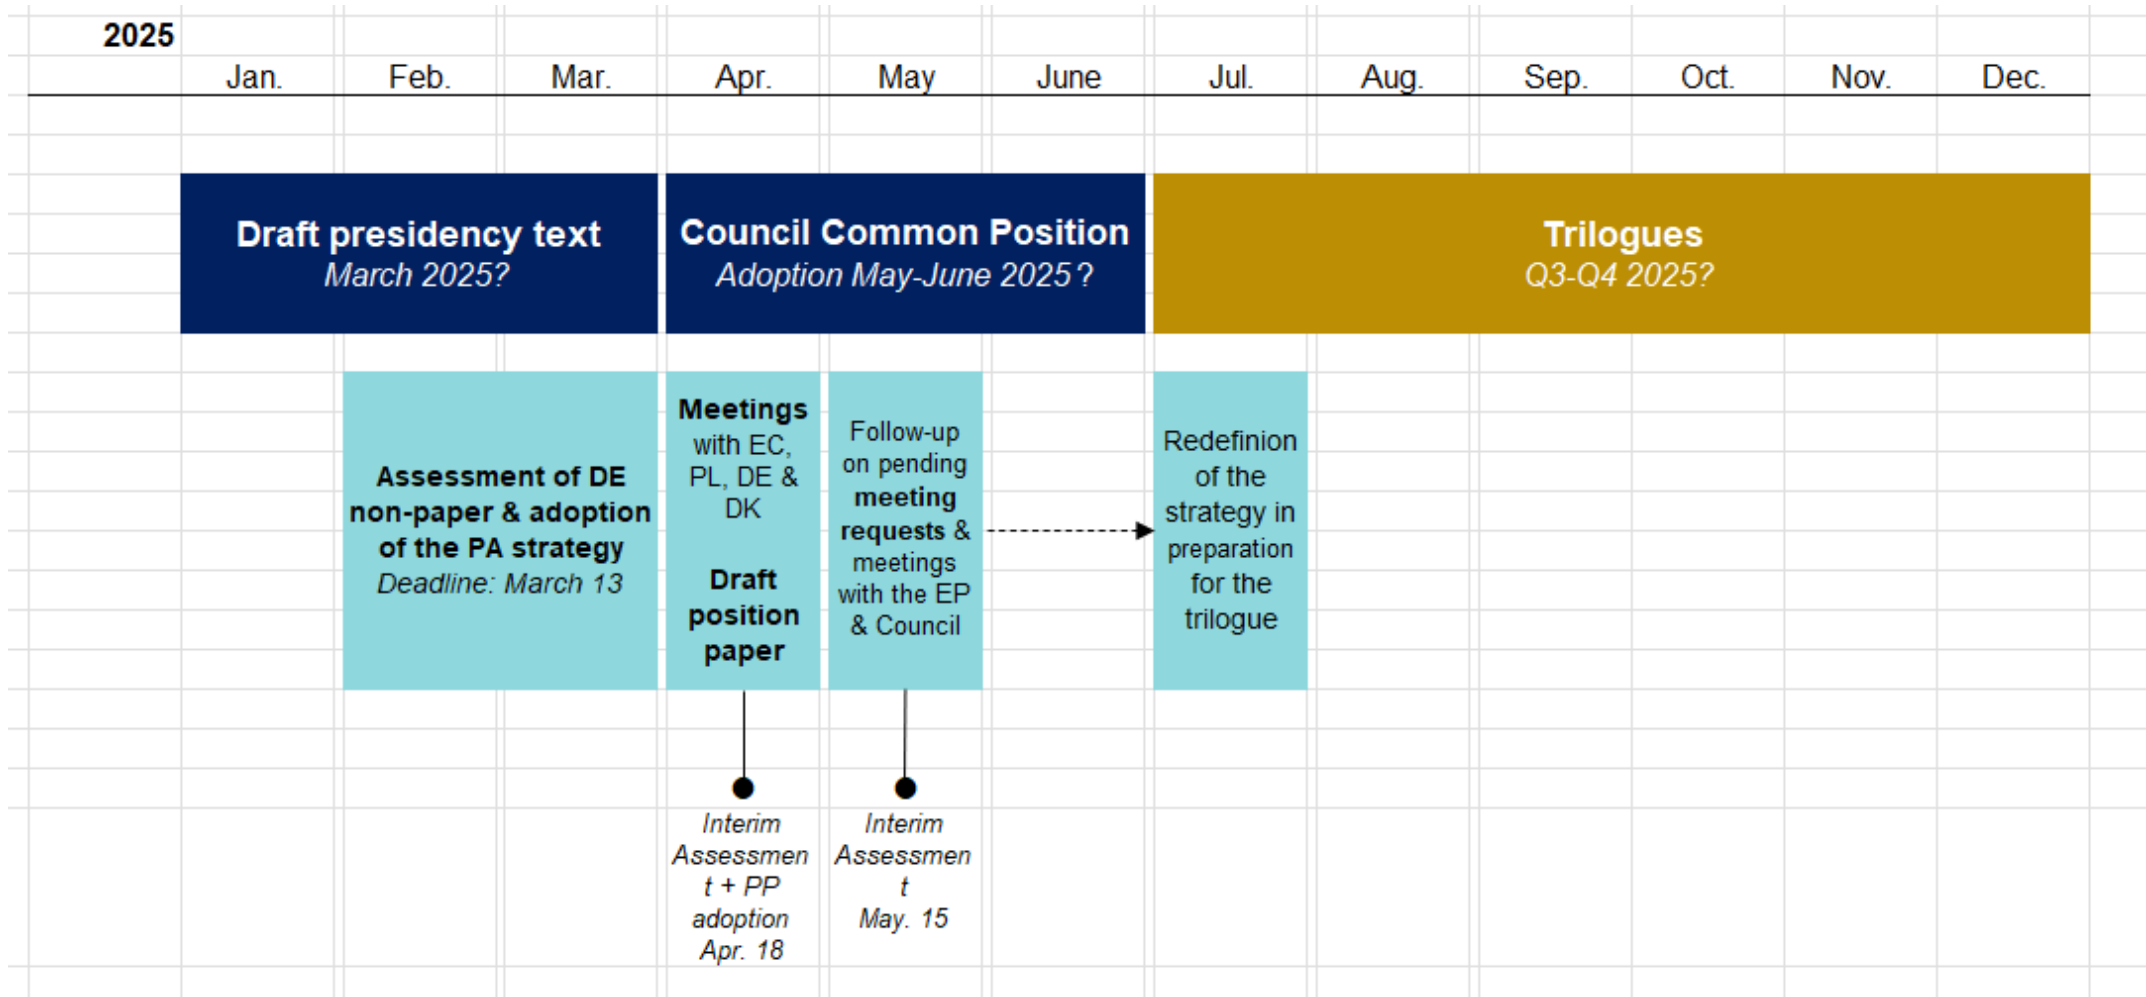 2025
Jan. Feb. Mar. Apr. May June Jul. Aug. Sep. Oct. Nov. Dec.
Draft presidency text
March 2025?
Council Common Position
Adoption May-June 2025?
Trilogues
Q3-Q4 2025?
Assessment of DE
non-paper & adoption
of the PA strategy
Deadline: March 13
Meetings
with EC,
PL, DE &
DK
Draft
position
paper
Follow-up
on pending
meeting
requests &
meetings
with the EP
& Council
Redefinion
of the
strategy in
preparation
for the
trilogue
Interim
Assessmen
t + PP
adoption
Apr. 18
Interim
Assessmen
t
May. 15